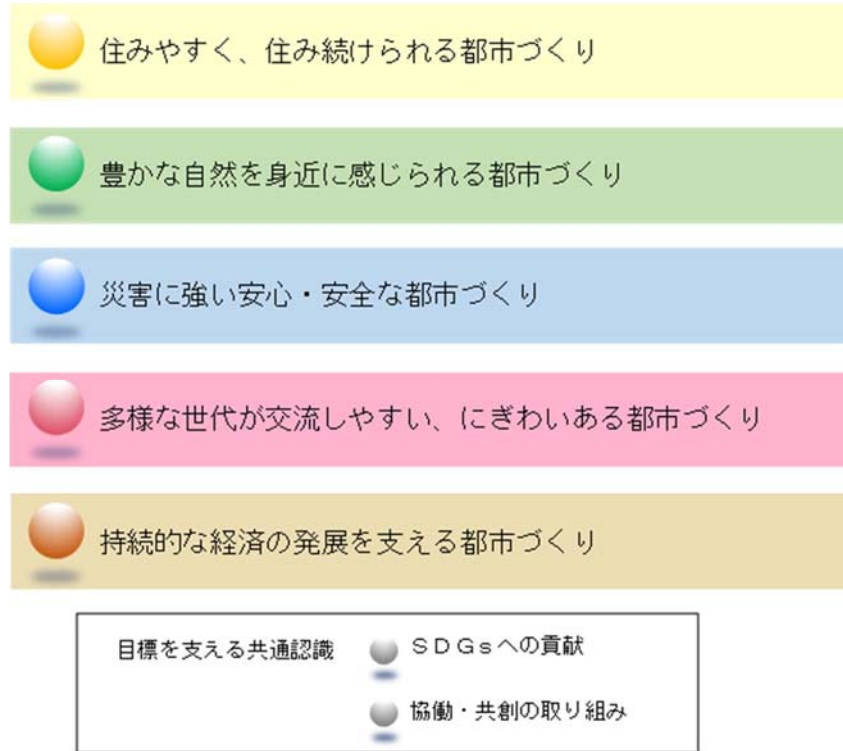 住みやすく、住み続けられる都市づくり
豊かな自然を身近に感じられる都市づくり
災害に強い安心・安全な都市づくり
多様な世代が交流しやすい、にぎわいある都市づくり
持続的な経済の発展を支える都市づくり
目標を支える共通認識 ＳＤＧｓへの貢献
協働・共創の取り組み